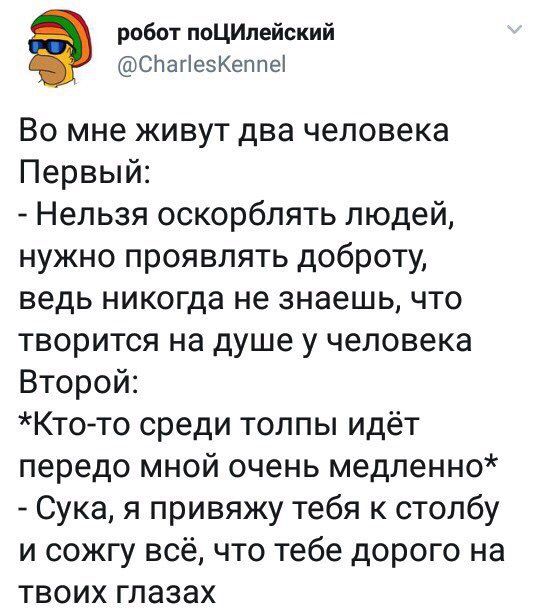 робот поЦИлейский
@CharlesKennel
Во мне живут два человека
Первый:
- Нельзя оскорблять людей,
нужно проявлять доброту,
ведь никогда не знаешь, что
творится на душе у человека
Второй:
*Кто-то среди толпы идёт
передо мной очень медленно*
- Сука, я привяжу тебя к столбу
и сожгу всё, что тебе дорого на
твоих глазах